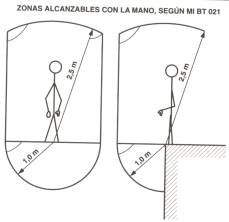 ZONAS ALCANZABLES CON LA MANO, SEGÚN MI BT 021
2,5 m
2,5 m
1,0 m
1,0 m